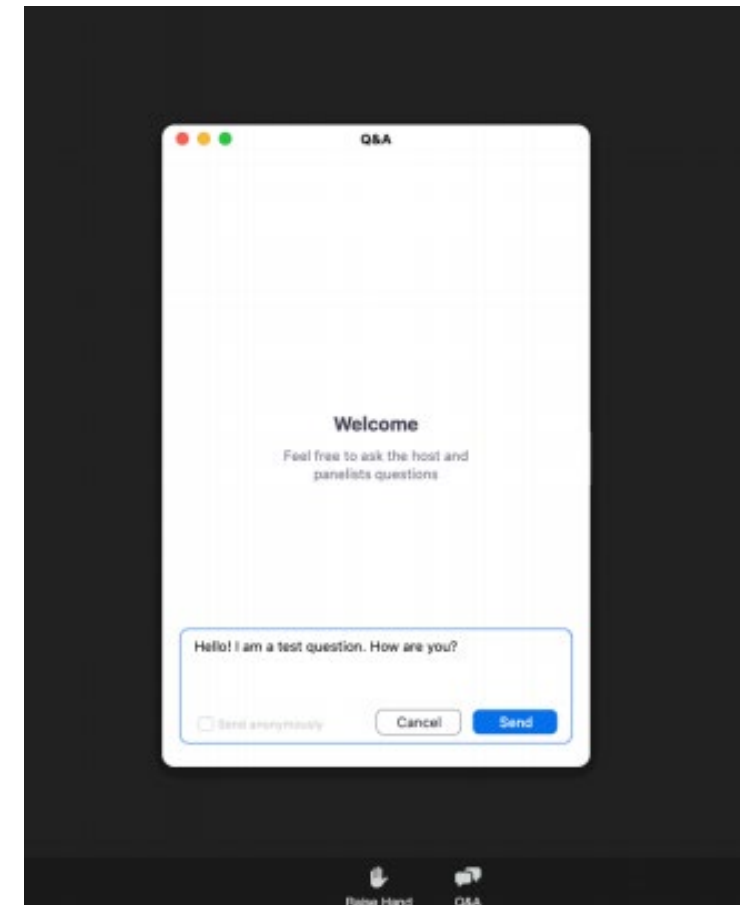 Q&A
Welcome
Feel free to ask the host and
panelists questions
Hello! I am a test question. How are you?
Send anonymously
Cancel
Send
Raise Hand
Q&A